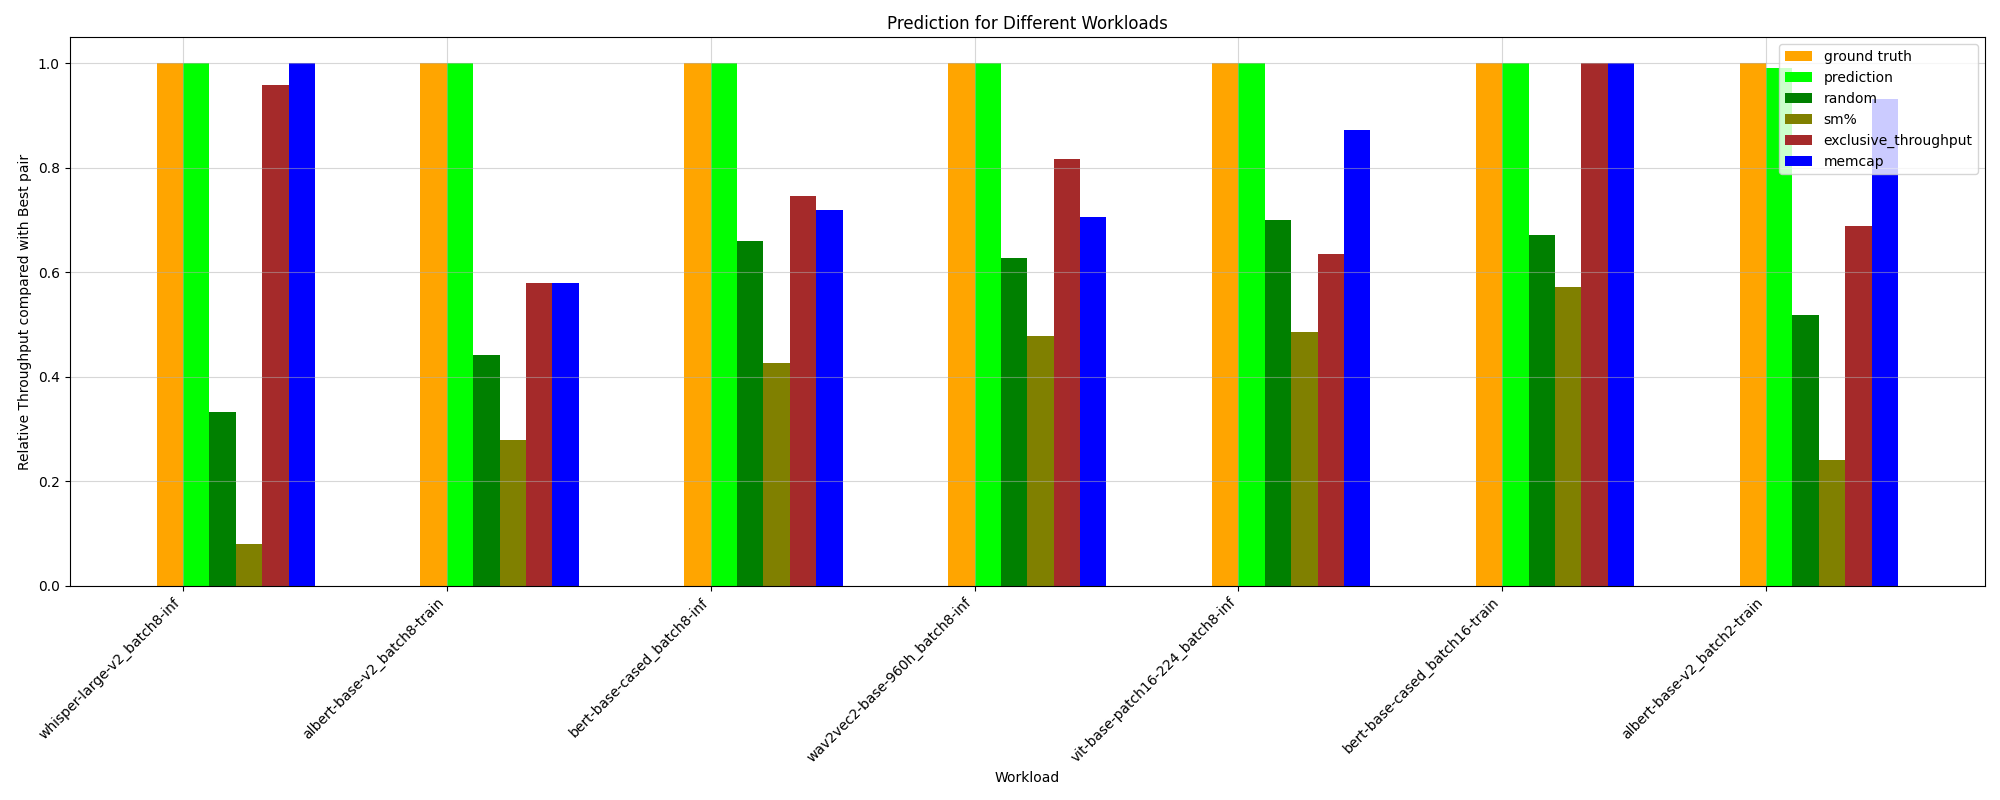 Prediction for Different Workloads
Relative Throughput compared with Best pair
1.0
0.8
0.6
0.4
0.2
0.0
ground truth
prediction
random
sm%
exclusive_throughput
memcap
whisper-large-v2_batch8-inf
albert-base-v2_batch8-train
bert-base-cased_batch8-inf
wav2vec2-base-960h_batch8-inf
vit-base-patch16-224_batch8-inf
bert-base-cased_batch16-train
albert-base-v2_batch2-train
Workload